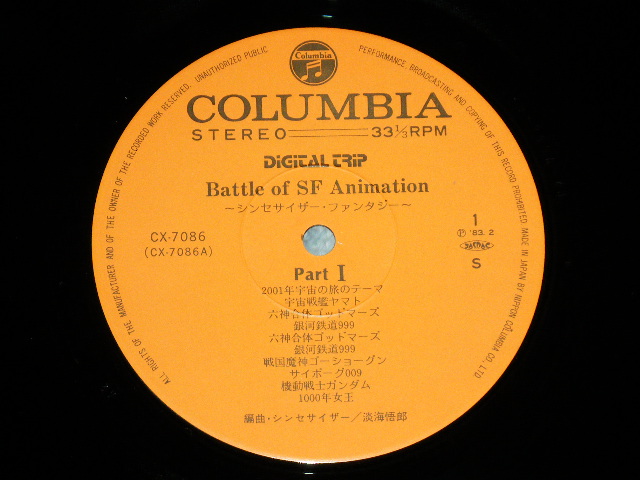 Columbia
COLUMBIA
STEREO 33⅓RPM
DIGITAL TRIP
Battle of SF Animation
～シンセサイザー・ファンタジー～
CX-7086
(CX-7086A)
1
Ⓟ '83. 2
JASRAC
S
Part I
2001年宇宙の旅のテーマ
宇宙戦艦ヤマト
六神合体ゴッドマーズ
銀河鉄道999
六神合体ゴッドマーズ
銀河鉄道999
戦国魔神ゴーショーグン
サイボーグ009
機動戦士ガンダム
1000年女王
編曲・シンセサイザー／淡海悟郎
ALL RIGHTS OF THE MANUFACTURER AND OF THE OWNER OF THE RECORDED WORK RESERVED. UNAUTHORIZED PUBLIC PERFORMANCE. BROADCASTING AND COPYING OF THIS RECORD PROHIBITED MADE IN JAPAN BY NIPPON COLUMBIA CO. LTD